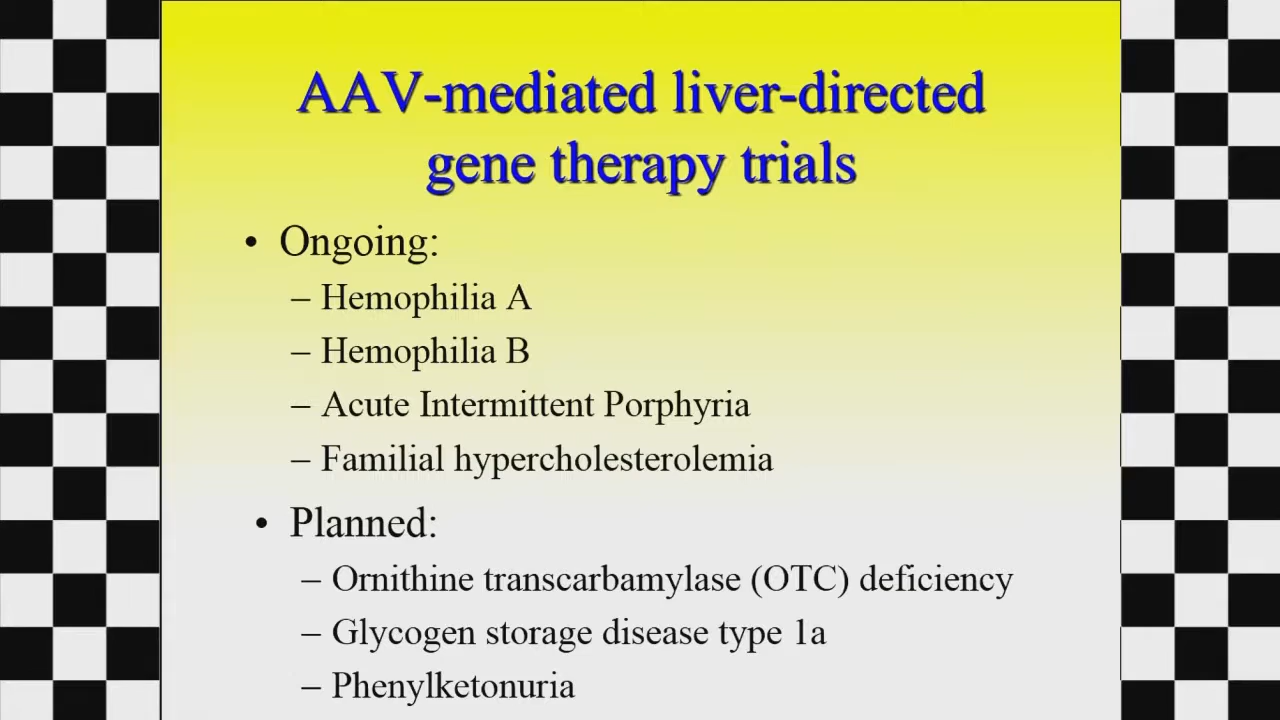 AAV-mediated liver-directed
gene therapy trials
• Ongoing:
– Hemophilia A
– Hemophilia B
– Acute Intermittent Porphyria
– Familial hypercholesterolemia
• Planned:
– Ornithine transcarbamylase (OTC) deficiency
– Glycogen storage disease type 1a
– Phenylketonuria